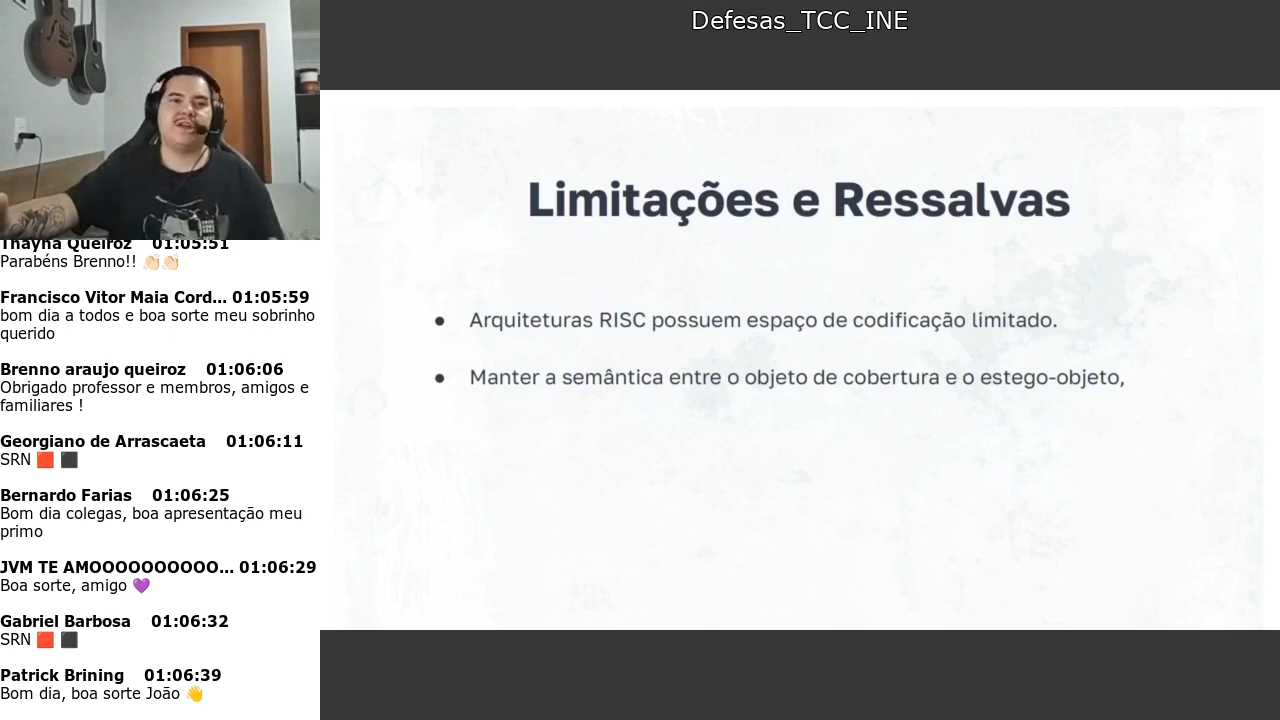 Defesas_TCC_INE
Limitações e Ressalvas
● Arquiteturas RISC possuem espaço de codificação limitado.
● Manter a semântica entre o objeto de cobertura e o estego-objeto,
Thayna Queiroz 01:05:51
Parabéns Brenno!! 👏🏻👏🏻
Francisco Vitor Maia Cord... 01:05:59
bom dia a todos e boa sorte meu sobrinho
querido
Brenno araujo queiroz 01:06:06
Obrigado professor e membros, amigos e
familiares !
Georgiano de Arrascaeta 01:06:11
SRN 🟥 ⬛
Bernardo Farias 01:06:25
Bom dia colegas, boa apresentação meu
primo
JVM TE AMOOOOOOOOOO... 01:06:29
Boa sorte, amigo 💜
Gabriel Barbosa 01:06:32
SRN 🟥 ⬛
Patrick Brining 01:06:39
Bom dia, boa sorte João 👋